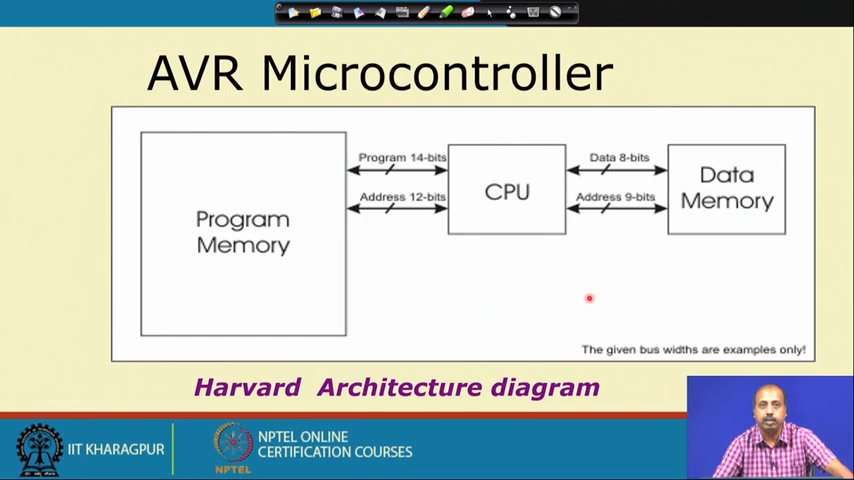 AVR Microcontroller
Program 14-bits
Address 12-bits
Program
Memory
CPU
Data 8-bits
Address 9-bits
Data
Memory
The given bus widths are examples only!
Harvard Architecture diagram
IIT KHARAGPUR
NPTEL
NPTEL ONLINE
CERTIFICATION COURSES